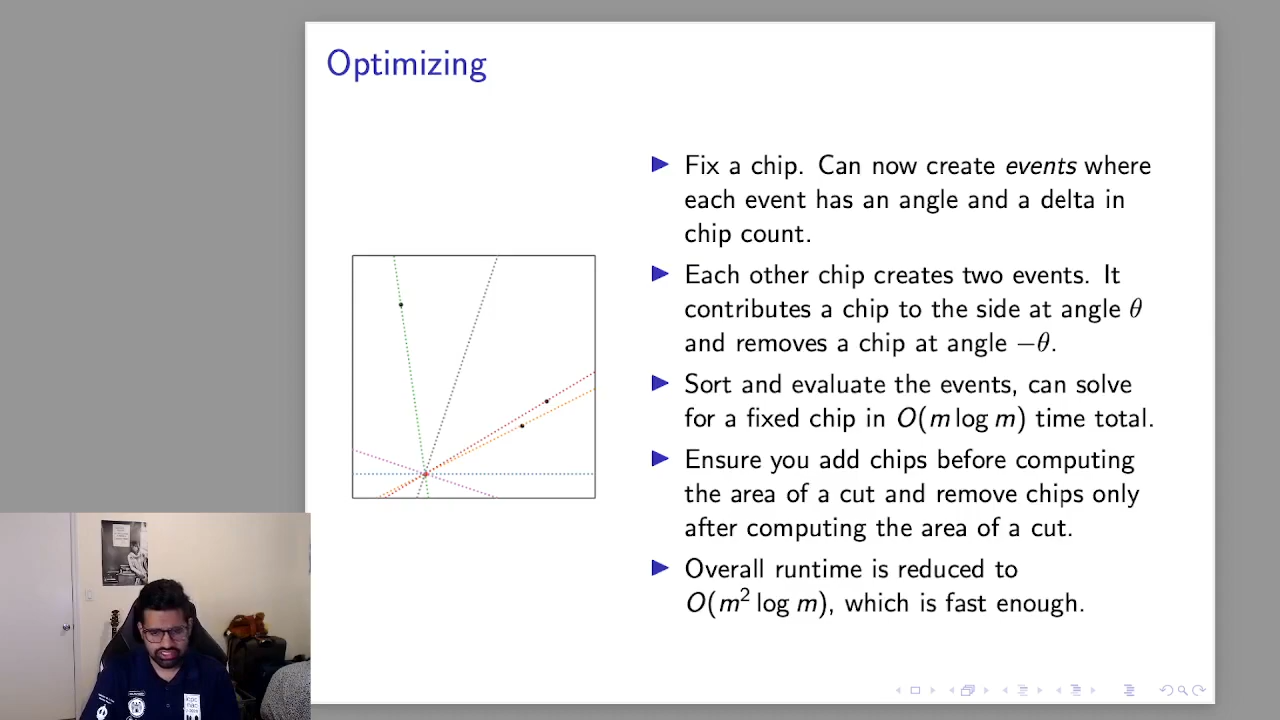 Optimizing
Fix a chip. Can now create events where
each event has an angle and a delta in
chip count.
Each other chip creates two events. It
contributes a chip to the side at angle θ
and removes a chip at angle −θ.
Sort and evaluate the events, can solve
for a fixed chip in O(m log m) time total.
Ensure you add chips before computing
the area of a cut and remove chips only
after computing the area of a cut.
Overall runtime is reduced to
O(m² log m), which is fast enough.